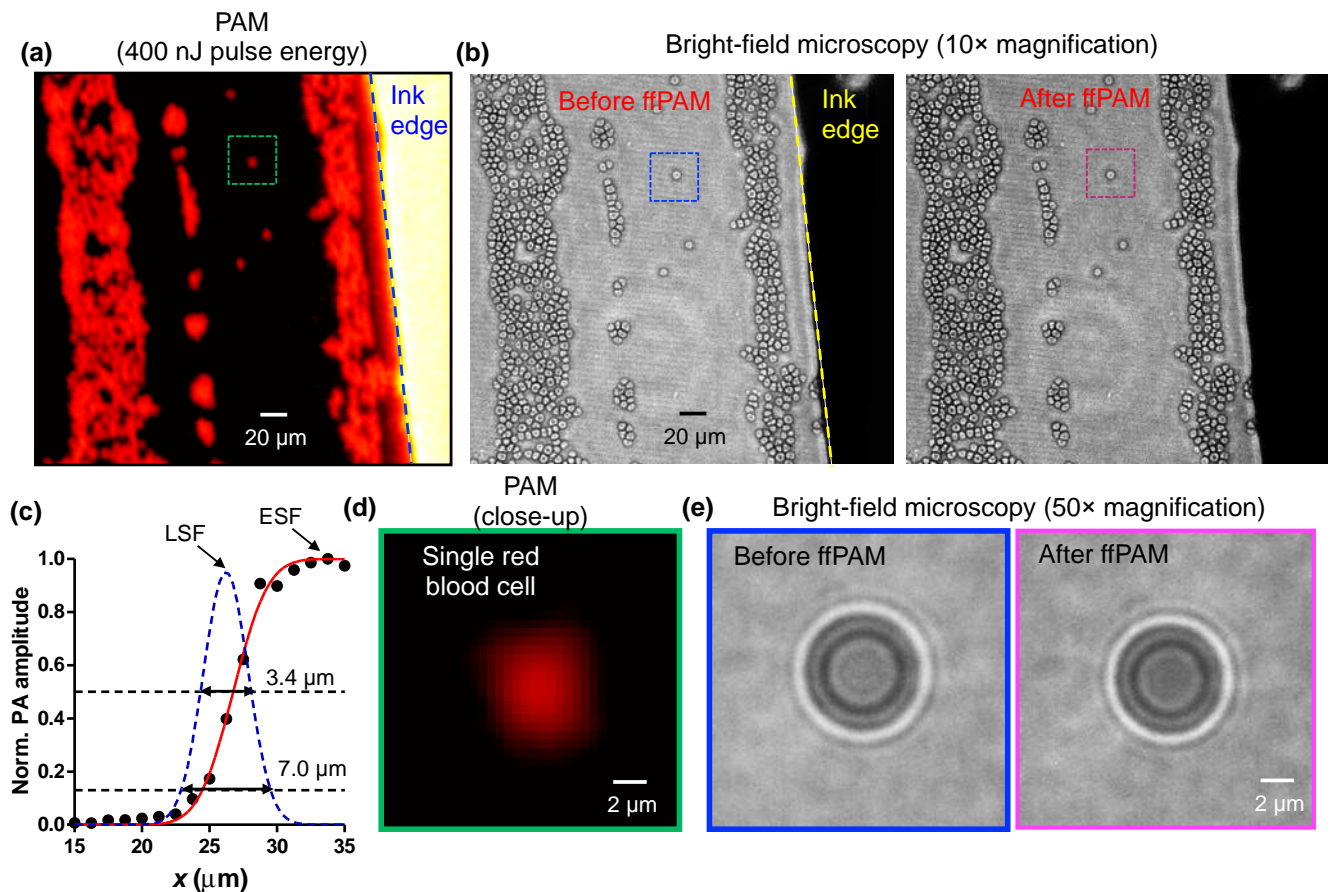 PAM
(400 nJ pulse energy)
(a)
Ink
edge
20 µm
(b)
Bright-field microscopy (10× magnification)
Before ffPAM
Ink
edge
20 µm
After ffPAM
(c)
LSF
ESF
1.0
0.8
0.6
0.4
0.2
0.0
Norm. PA amplitude
3.4 µm
7.0 µm
15
20
25
30
35
x (µm)
(d)
PAM
(close-up)
Single red
blood cell
2 µm
(e)
Bright-field microscopy (50× magnification)
Before ffPAM
After ffPAM
2 µm